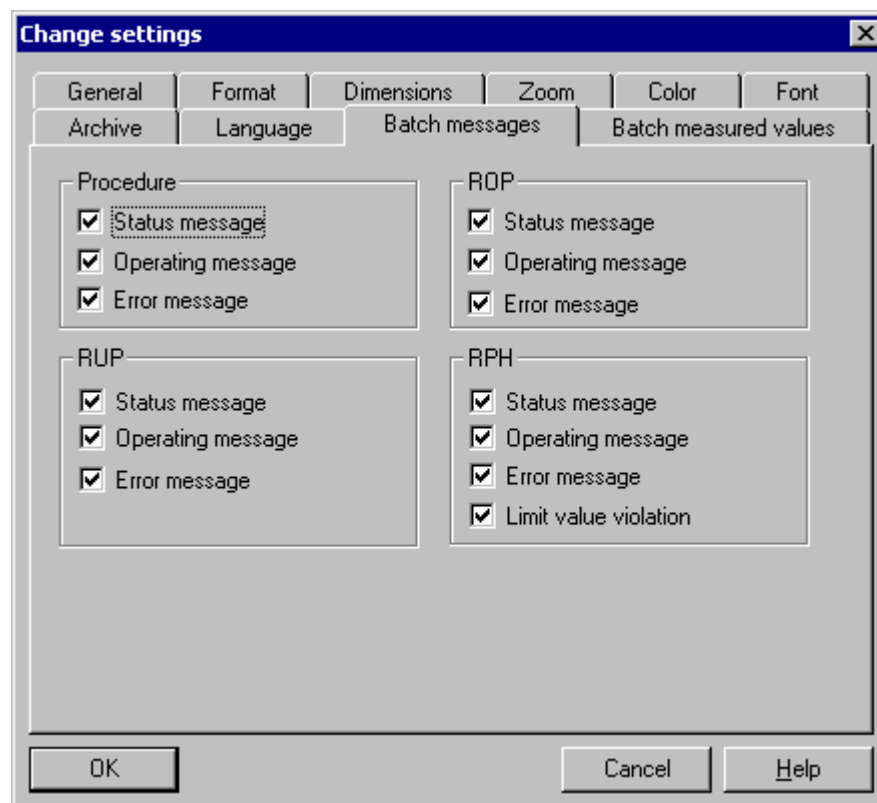 Change settings
General Format Dimensions Zoom Color Font
Archive Language Batch messages Batch measured values
Procedure
Status message
Operating message
Error message
ROP
Status message
Operating message
Error message
RUP
Status message
Operating message
Error message
RPH
Status message
Operating message
Error message
Limit value violation
OK Cancel Help